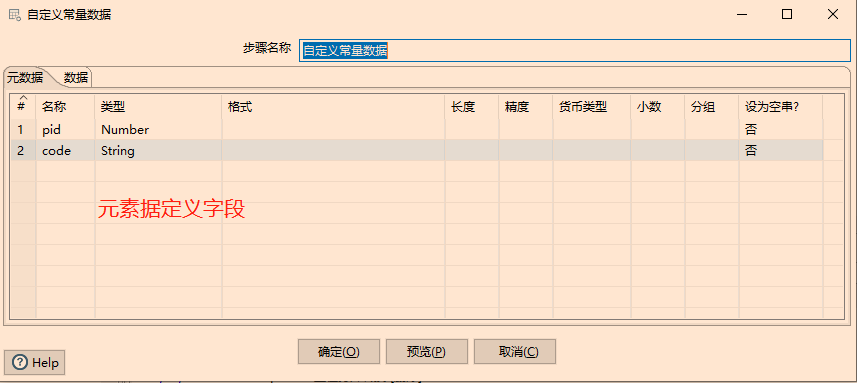 自定义常量数据
步骤名称 自定义常量数据
元数据 数据
# 名称 类型 格式 长度 精度 货币类型 小数 分组 设为空串?
1 pid Number 否
2 code String 否
元素据定义字段
确定(O) 预览(P) 取消(C)
Help